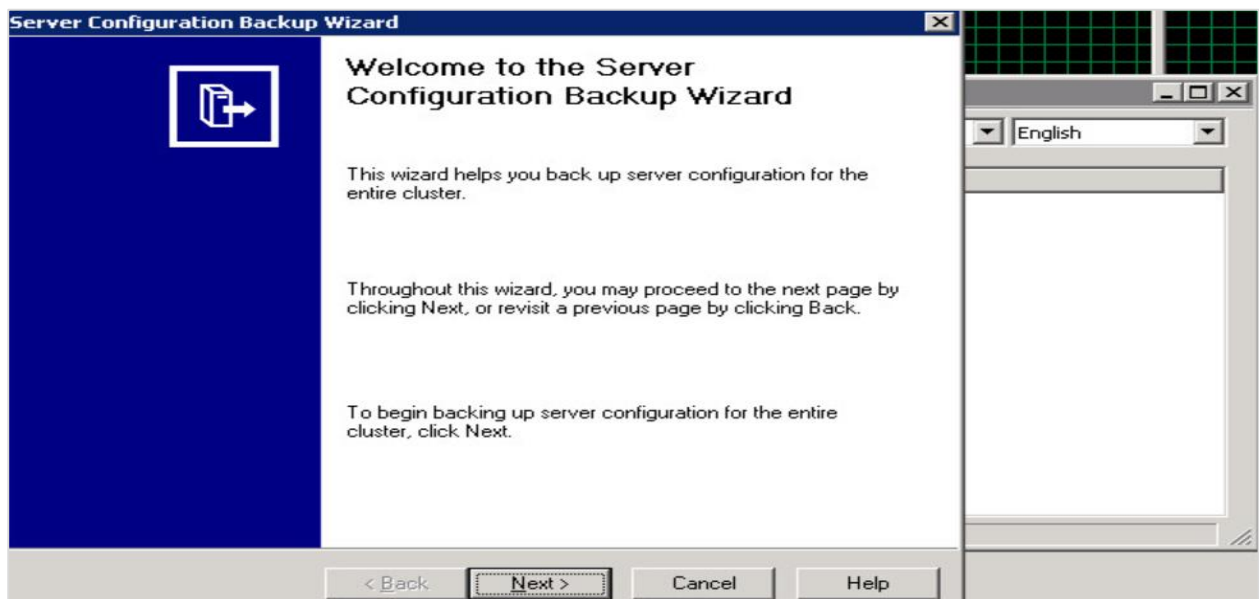 Server Configuration Backup Wizard
Welcome to the Server
Configuration Backup Wizard
English
This wizard helps you back up server configuration for the
entire cluster.
Throughout this wizard, you may proceed to the next page by
clicking Next, or revisit a previous page by clicking Back.
To begin backing up server configuration for the entire
cluster, click Next.
< Back
Next >
Cancel
Help